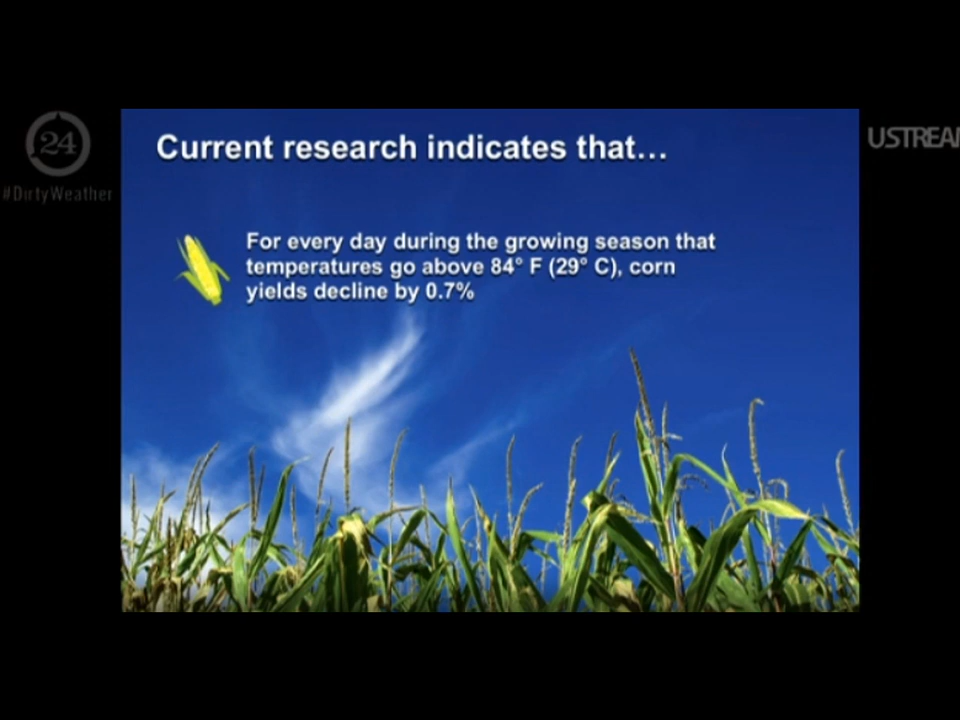 Current research indicates that...
24
USTREAM
#DirtyWeather
For every day during the growing season that
temperatures go above 84° F (29° C), corn
yields decline by 0.7%